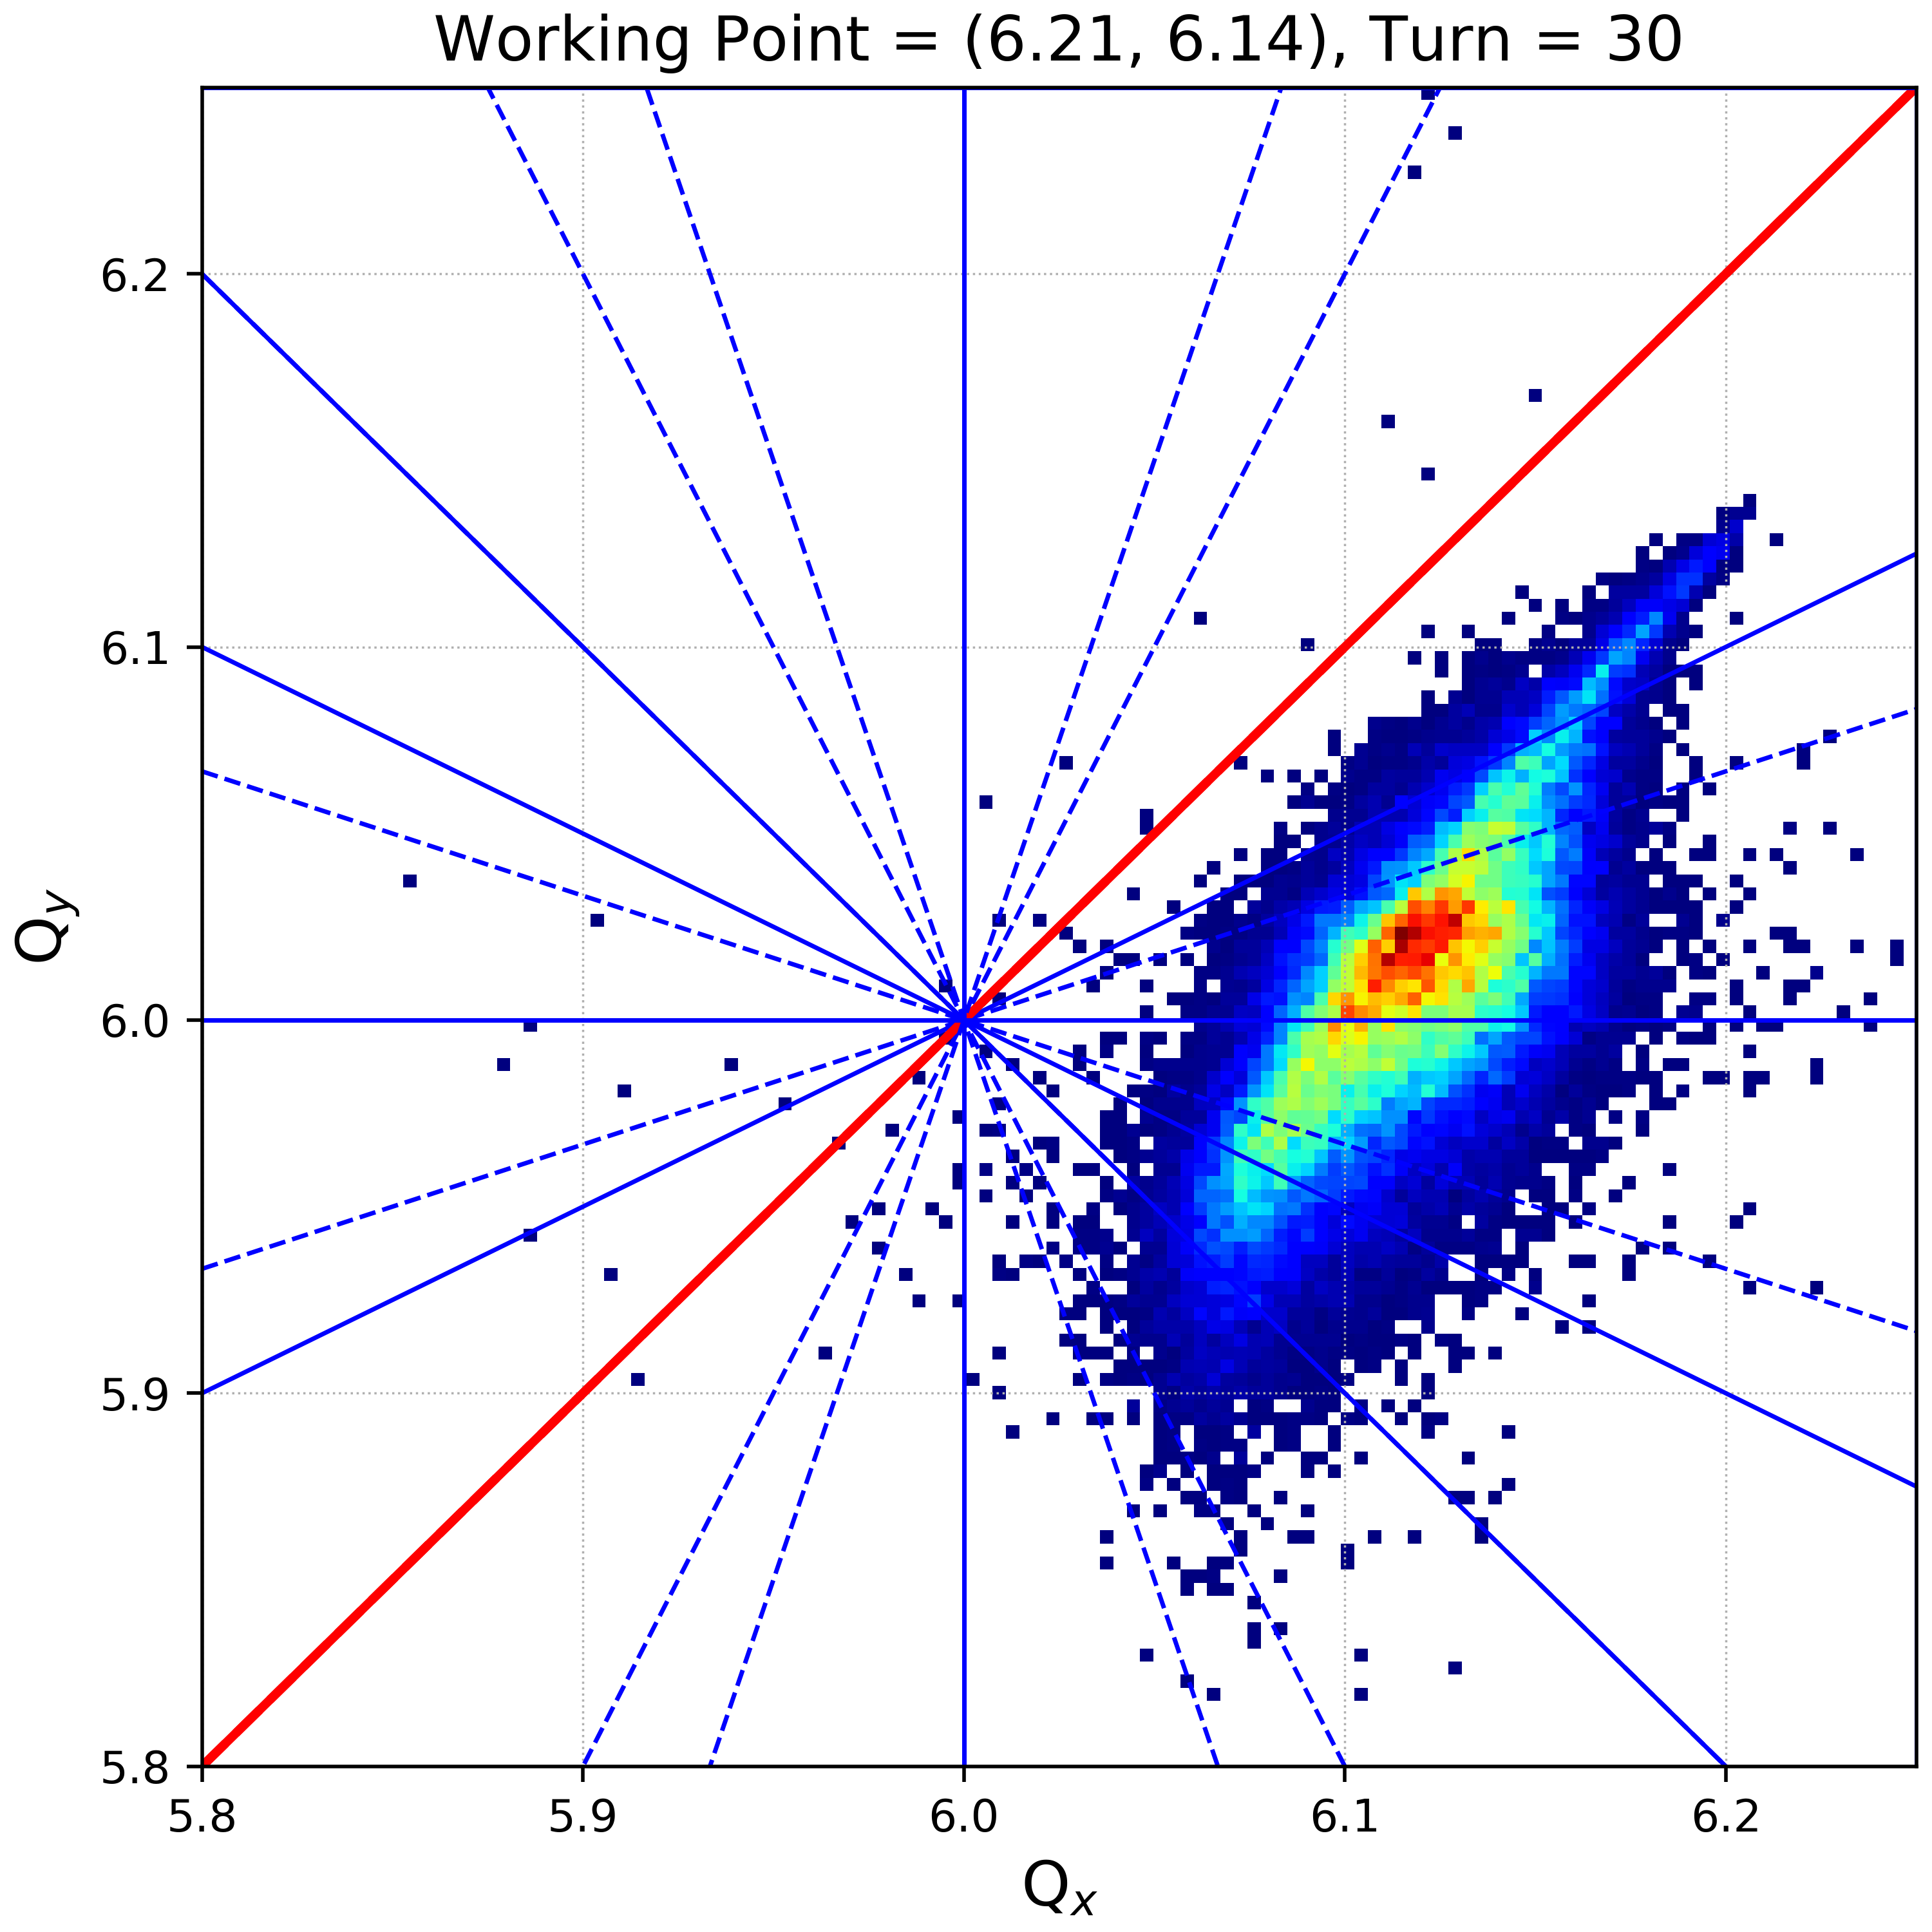 Working Point = (6.21, 6.14), Turn = 30
6.2
6.1
6.0
5.9
5.8
Qy
5.8 5.9 6.0 6.1 6.2
Qx